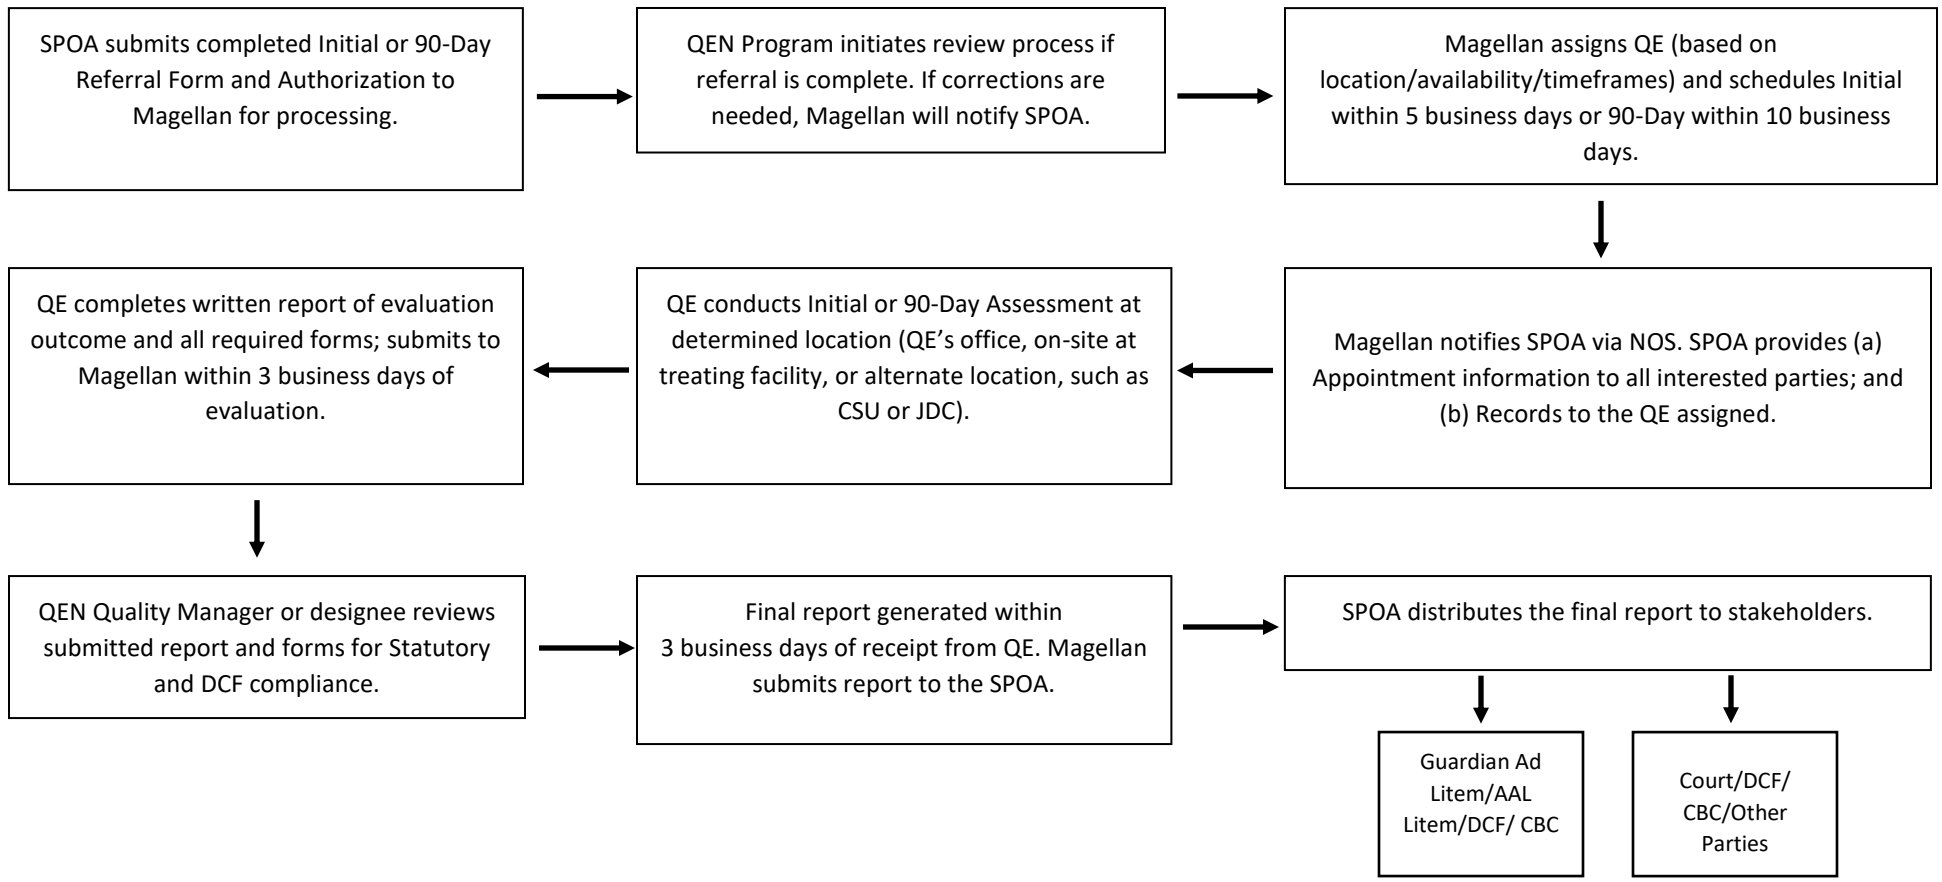 SPOA submits completed Initial or 90-Day
Referral Form and Authorization to
Magellan for processing.
QEN Program initiates review process if
referral is complete. If corrections are
needed, Magellan will notify SPOA.
Magellan assigns QE (based on
location/availability/timeframes) and schedules Initial
within 5 business days or 90-Day within 10 business
days.
Magellan notifies SPOA via NOS. SPOA provides (a)
Appointment information to all interested parties; and
(b) Records to the QE assigned.
QE conducts Initial or 90-Day Assessment at
determined location (QE’s office, on-site at
treating facility, or alternate location, such as
CSU or JDC).
QE completes written report of evaluation
outcome and all required forms; submits to
Magellan within 3 business days of
evaluation.
QEN Quality Manager or designee reviews
submitted report and forms for Statutory
and DCF compliance.
Final report generated within
3 business days of receipt from QE. Magellan
submits report to the SPOA.
SPOA distributes the final report to stakeholders.
Guardian Ad
Litem/AAL
Litem/DCF/ CBC
Court/DCF/
CBC/Other
Parties